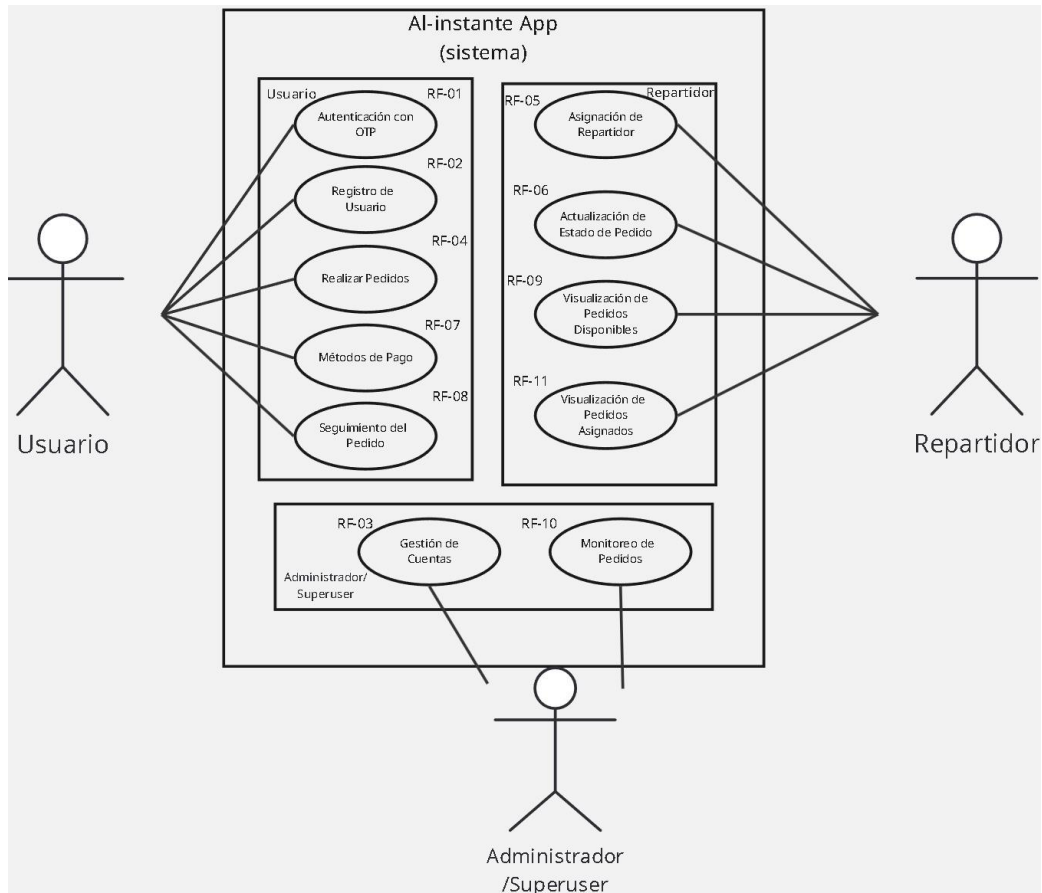 Al-instante App
(sistema)
Usuario
RF-01
Autenticación con
OTP
RF-02
Registro de
Usuario
RF-04
Realizar Pedidos
RF-07
Métodos de Pago
RF-08
Seguimiento del
Pedido
Repartidor
RF-05
Asignación de
Repartidor
RF-06
Actualización de
Estado de Pedido
RF-09
Visualización de
Pedidos
Disponibles
RF-11
Visualización de
Pedidos
Asignados
Usuario
Repartidor
RF-03
Gestión de
Cuentas
RF-10
Monitoreo de
Pedidos
Administrador/
Superuser
Administrador
/Superuser